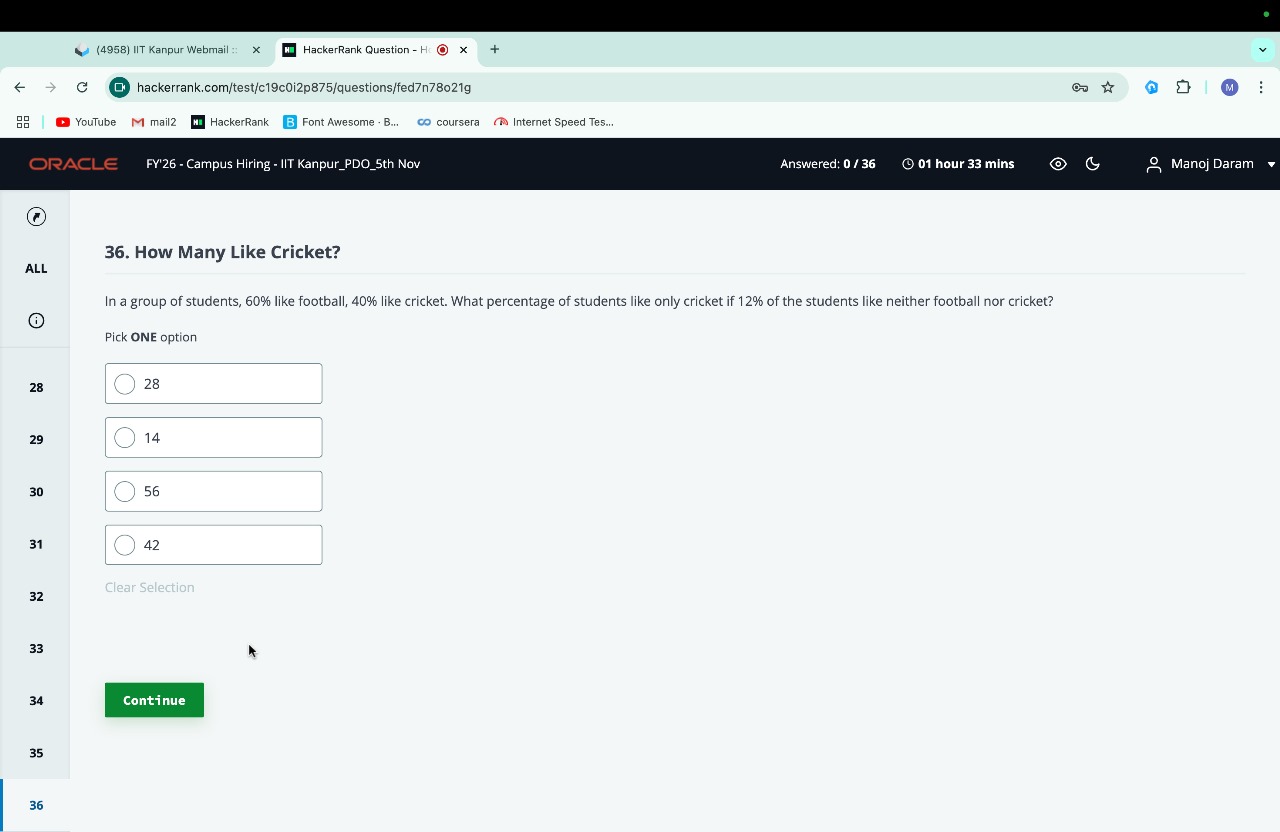 (4958) IIT Kanpur Webmail ::
HackerRank Question - H
hackerrank.com/test/c19c0i2p875/questions/fed7n78o21g
M
YouTube
mail2
HackerRank
Font Awesome · B...
coursera
Internet Speed Tes...
ORACLE
FY'26 - Campus Hiring - IIT Kanpur_PDO_5th Nov
Answered: 0 / 36
01 hour 33 mins
Manoj Daram
ALL
28
29
30
31
32
33
34
35
36
36. How Many Like Cricket?
In a group of students, 60% like football, 40% like cricket. What percentage of students like only cricket if 12% of the students like neither football nor cricket?
Pick ONE option
28
14
56
42
Clear Selection
Continue